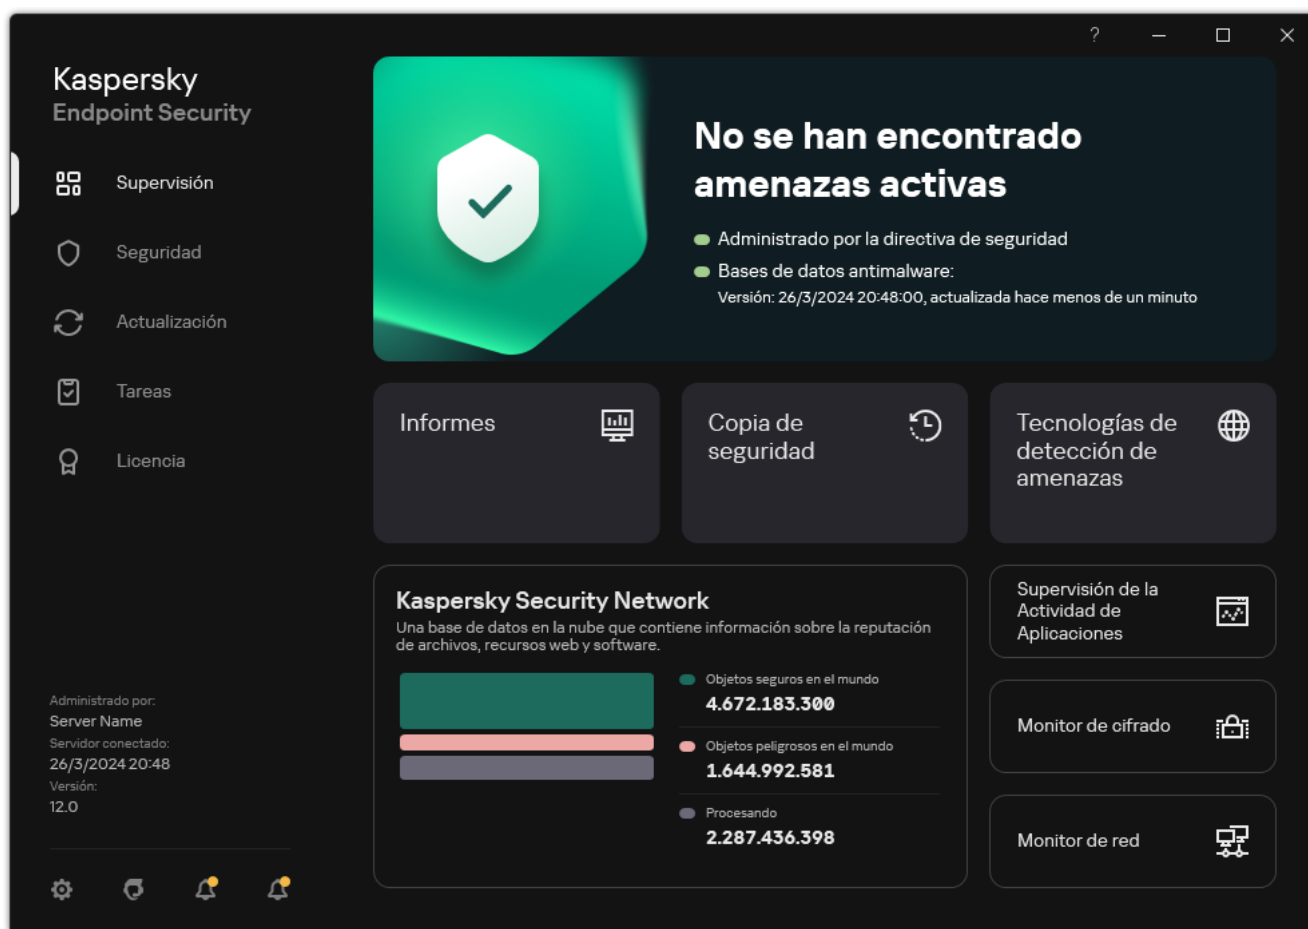 ?
Kaspersky
Endpoint Security
Supervisión
Seguridad
Actualización
Tareas
Licencia
Administrado por:
Server Name
Servidor conectado:
26/3/2024 20:48
Versión:
12.0
No se han encontrado
amenazas activas
Administrado por la directiva de seguridad
Bases de datos antimalware:
Versión: 26/3/2024 20:48:00, actualizada hace menos de un minuto
Informes
Copia de
seguridad
Tecnologías de
detección de
amenazas
Kaspersky Security Network
Una base de datos en la nube que contiene información sobre la reputación
de archivos, recursos web y software.
Objetos seguros en el mundo
4.672.183.300
Objetos peligrosos en el mundo
1.644.992.581
Procesando
2.287.436.398
Supervisión de la
Actividad de
Aplicaciones
Monitor de cifrado
Monitor de red